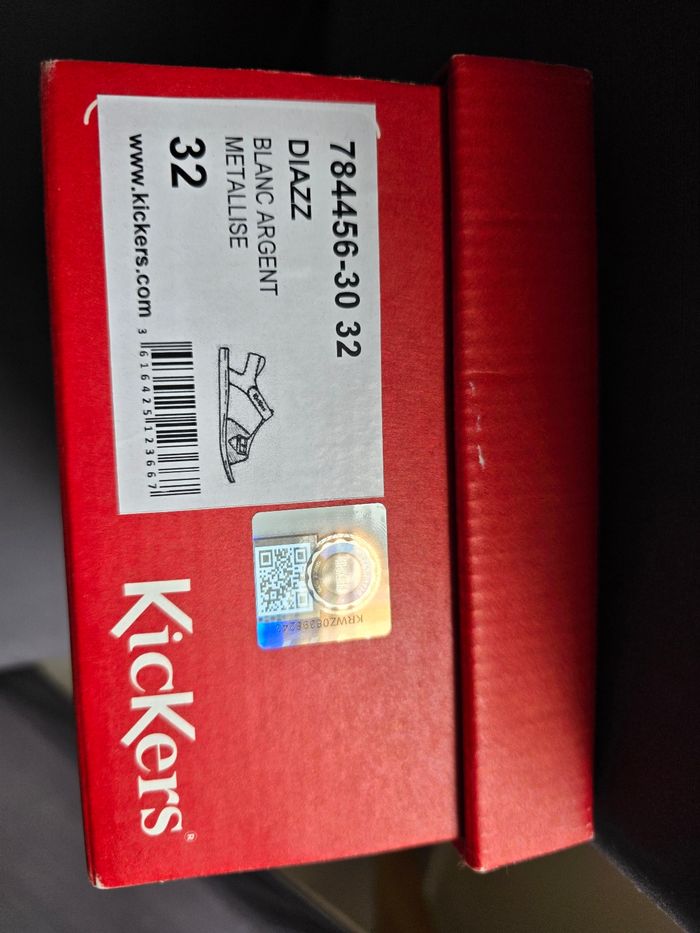 784456-30 32
DIAZZ
BLANC ARGENT
METALLISE
32
www.kickers.com
3 616425 123667
KicKers®